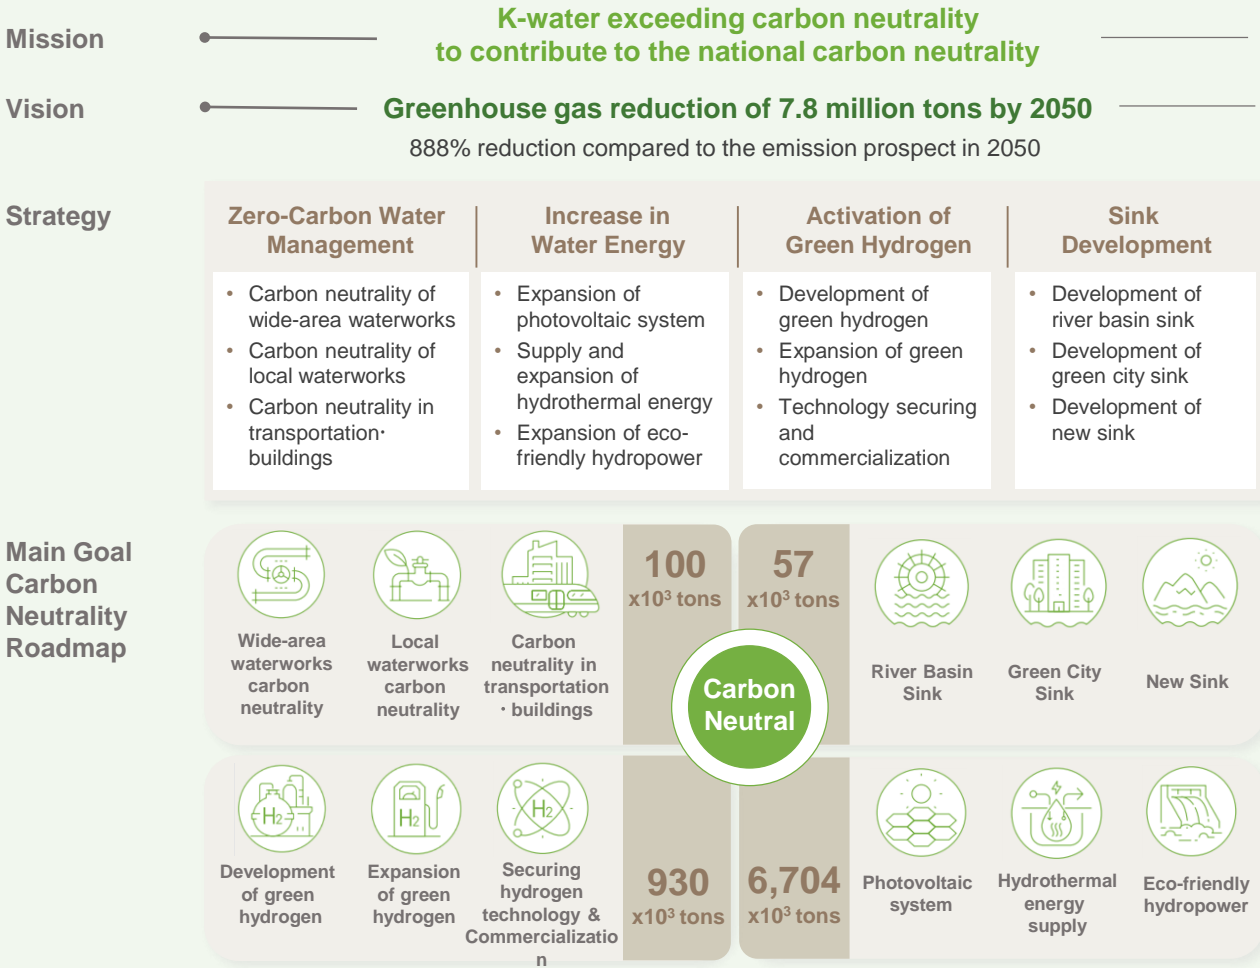 Mission
K-water exceeding carbon neutrality
to contribute to the national carbon neutrality
Vision
Greenhouse gas reduction of 7.8 million tons by 2050
888% reduction compared to the emission prospect in 2050
Strategy
Zero-Carbon Water
Management
• Carbon neutrality of
wide-area waterworks
• Carbon neutrality of
local waterworks
• Carbon neutrality in
transportation·
buildings
Increase in
Water Energy
• Expansion of
photovoltaic system
• Supply and
expansion of
hydrothermal energy
• Expansion of eco-
friendly hydropower
Activation of
Green Hydrogen
• Development of
green hydrogen
• Expansion of green
hydrogen
• Technology securing
and
commercialization
Sink
Development
• Development of
river basin sink
• Development of
green city sink
• Development of
new sink
Main Goal
Carbon
Neutrality
Roadmap
Wide-area
waterworks
carbon
neutrality
Local
waterworks
carbon
neutrality
Carbon
neutrality in
transportation
· buildings
100
x10³ tons
57
x10³ tons
Carbon
Neutral
River Basin
Sink
Green City
Sink
New Sink
H₂
Development
of green
hydrogen
H₂
Expansion
of green
hydrogen
H₂
Securing
hydrogen
technology &
Commercializatio
n
930
x10³ tons
6,704
x10³ tons
Photovoltaic
system
Hydrothermal
energy
supply
Eco-friendly
hydropower